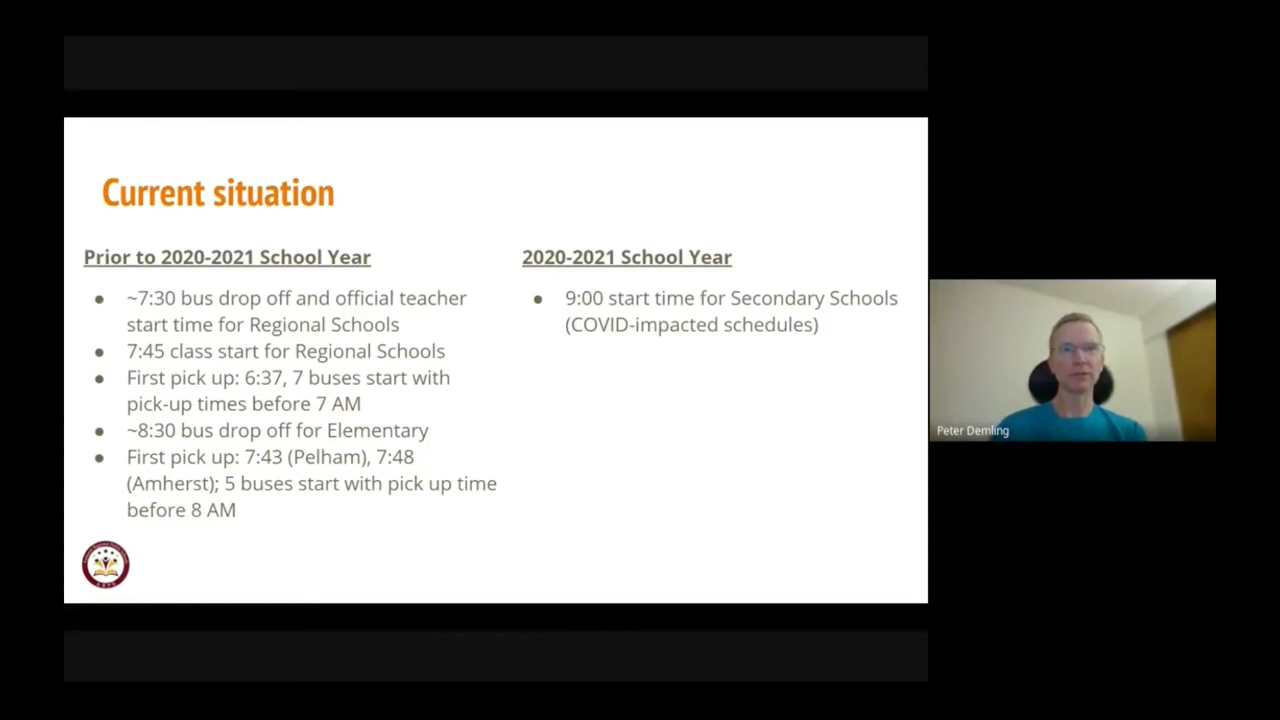 Current situation
Prior to 2020-2021 School Year
● ~7:30 bus drop off and official teacher
start time for Regional Schools
● 7:45 class start for Regional Schools
● First pick up: 6:37, 7 buses start with
pick-up times before 7 AM
● ~8:30 bus drop off for Elementary
● First pick up: 7:43 (Pelham), 7:48
(Amherst); 5 buses start with pick up time
before 8 AM
2020-2021 School Year
● 9:00 start time for Secondary Schools
(COVID-impacted schedules)
Peter Demling